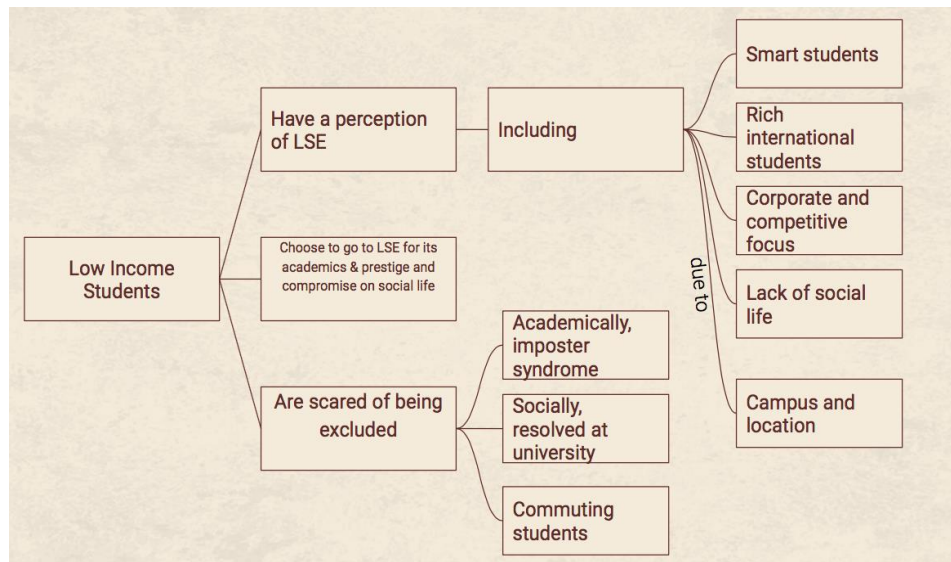 Low Income
Students
Have a perception
of LSE
Including
Smart students
Rich
international
students
Corporate and
competitive
focus
due to
Lack of social
life
Campus and
location
Choose to go to LSE for its
academics & prestige and
compromise on social life
Are scared of being
excluded
Academically,
imposter
syndrome
Socially,
resolved at
university
Commuting
students